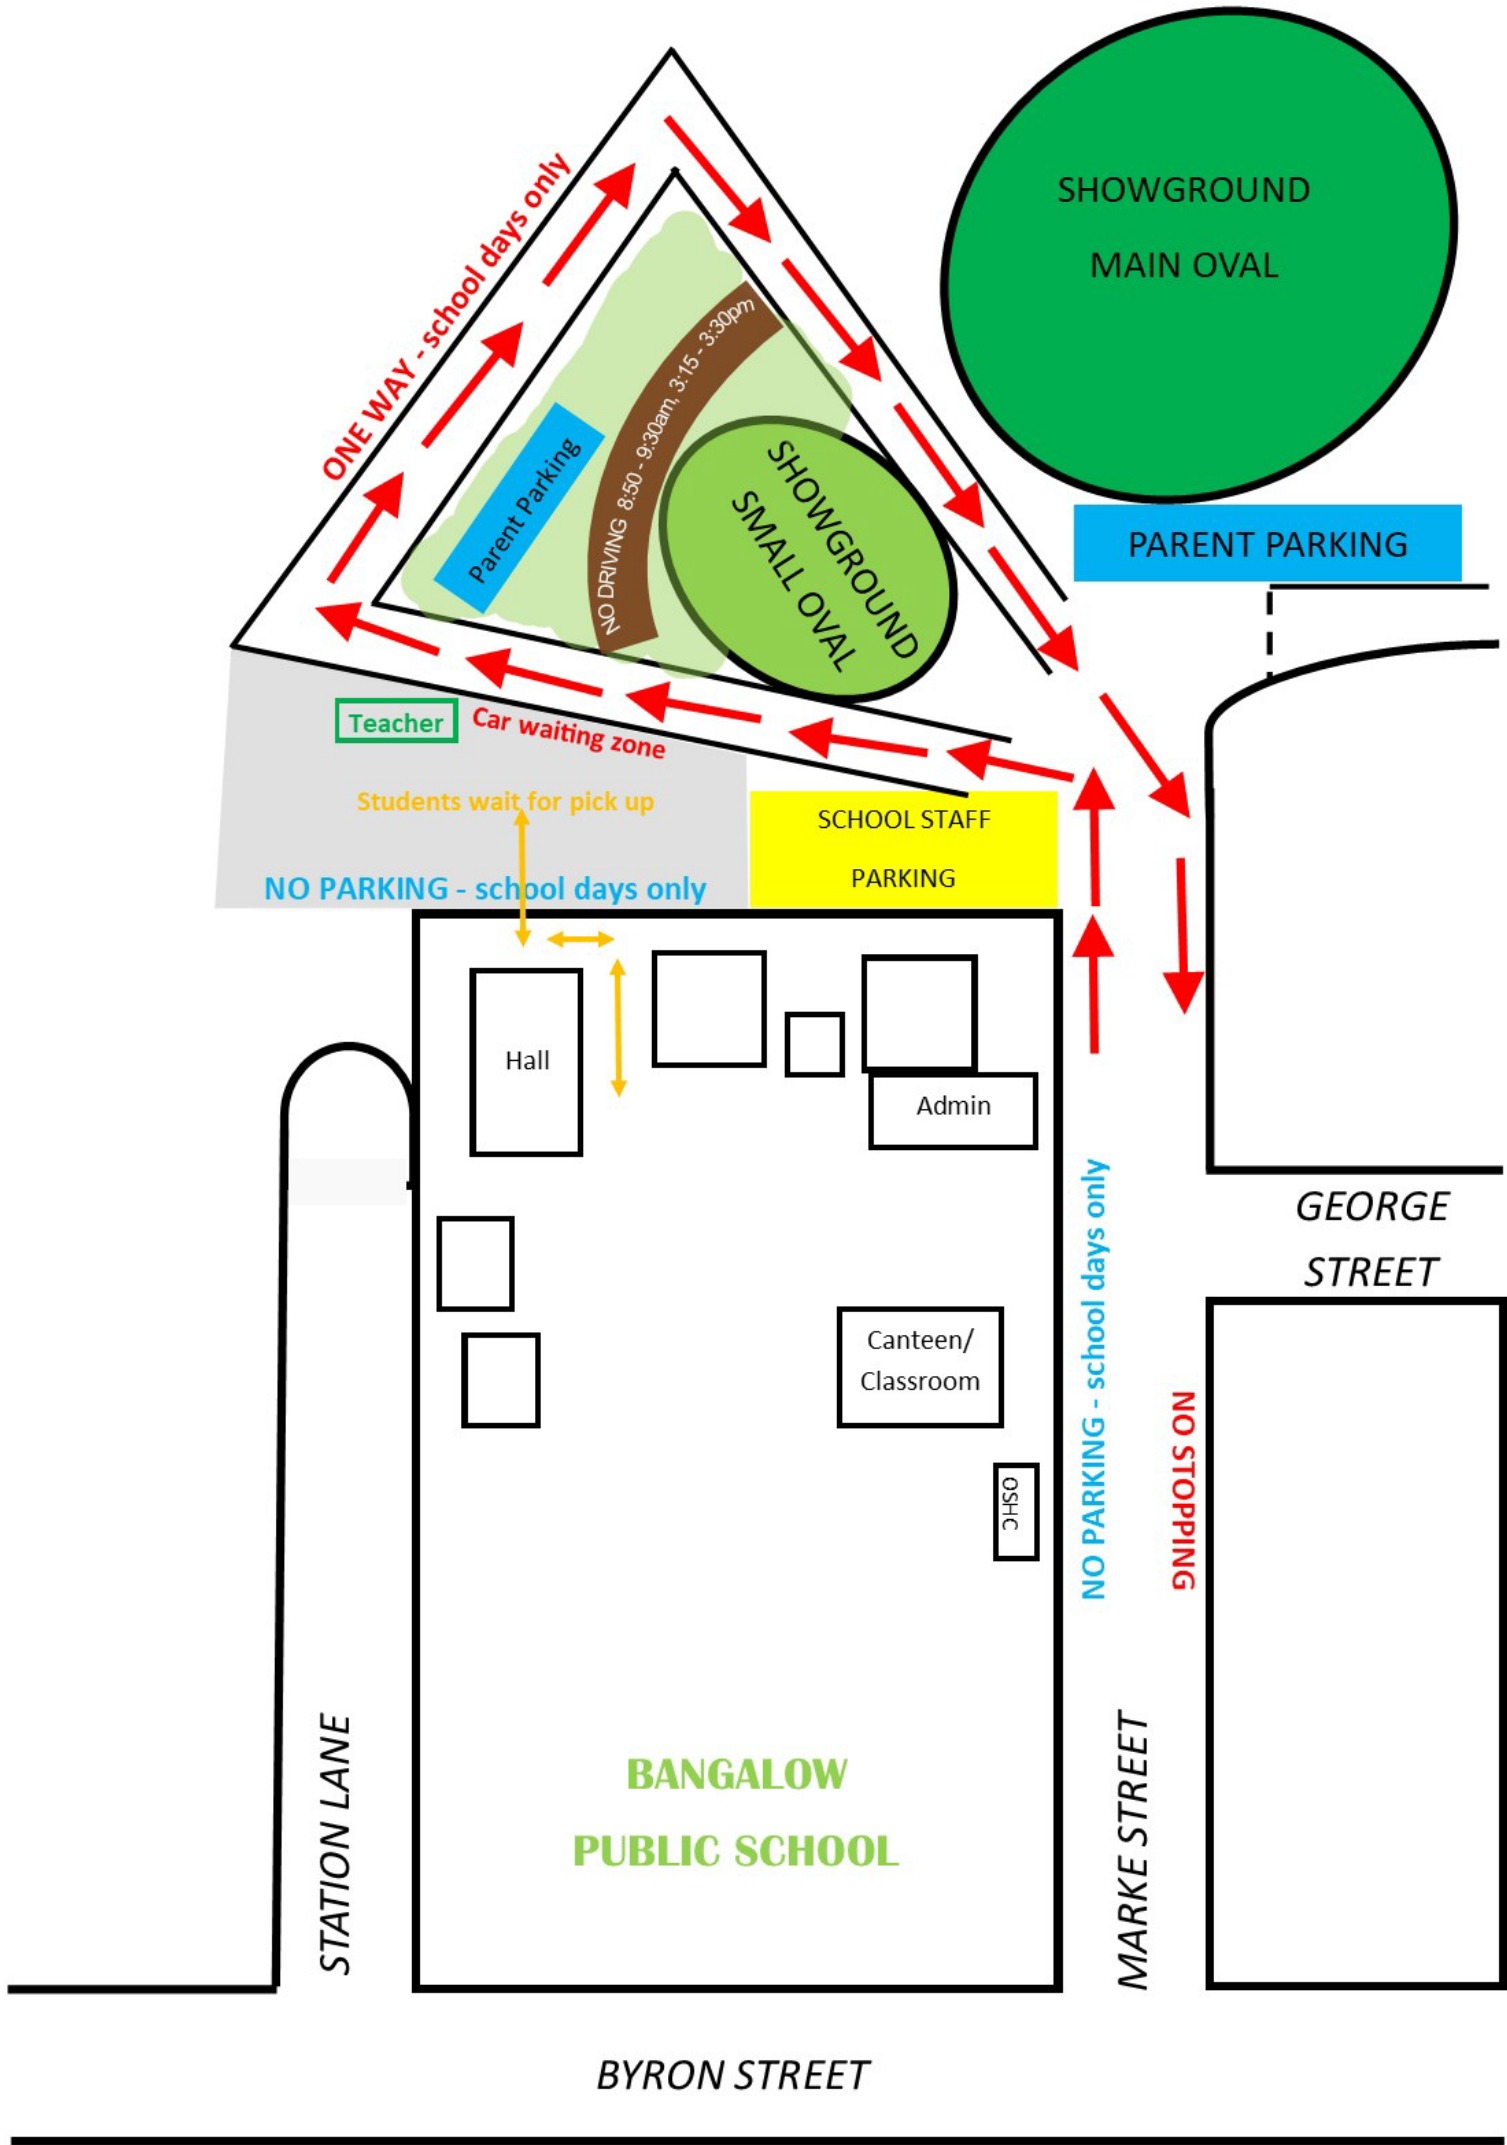 SHOWGROUND
MAIN OVAL
ONE WAY - school days only
NO DRIVING 8:50 - 9:30am, 3:15 - 3:30pm
Parent Parking
SHOWGROUND
SMALL OVAL
PARENT PARKING
Teacher
Car waiting zone
Students wait for pick up
SCHOOL STAFF
PARKING
NO PARKING - school days only
Hall
Admin
GEORGE
STREET
NO PARKING - school days only
Canteen/
Classroom
NO STOPPING
OSHC
STATION LANE
MARKE STREET
BANGALOW
PUBLIC SCHOOL
BYRON STREET